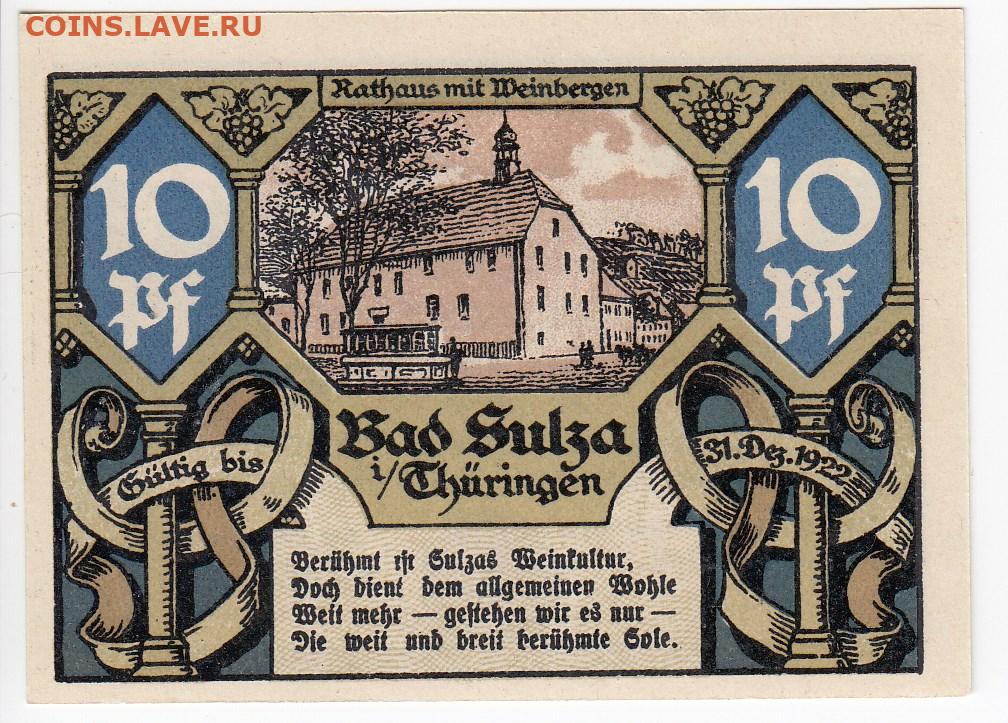 COINS.LAVE.RU
Rathaus mit Weinbergen
10
Pf
10
Pf
Bad Sulza
i/Thüringen
Gültig bis
31. Dez. 1922
Berühmt ist Sulzas Weinkultur,
Doch dient dem allgemeinen Wohle
Weit mehr — gestehen wir es nur —
Die weit und breit berühmte Sole.